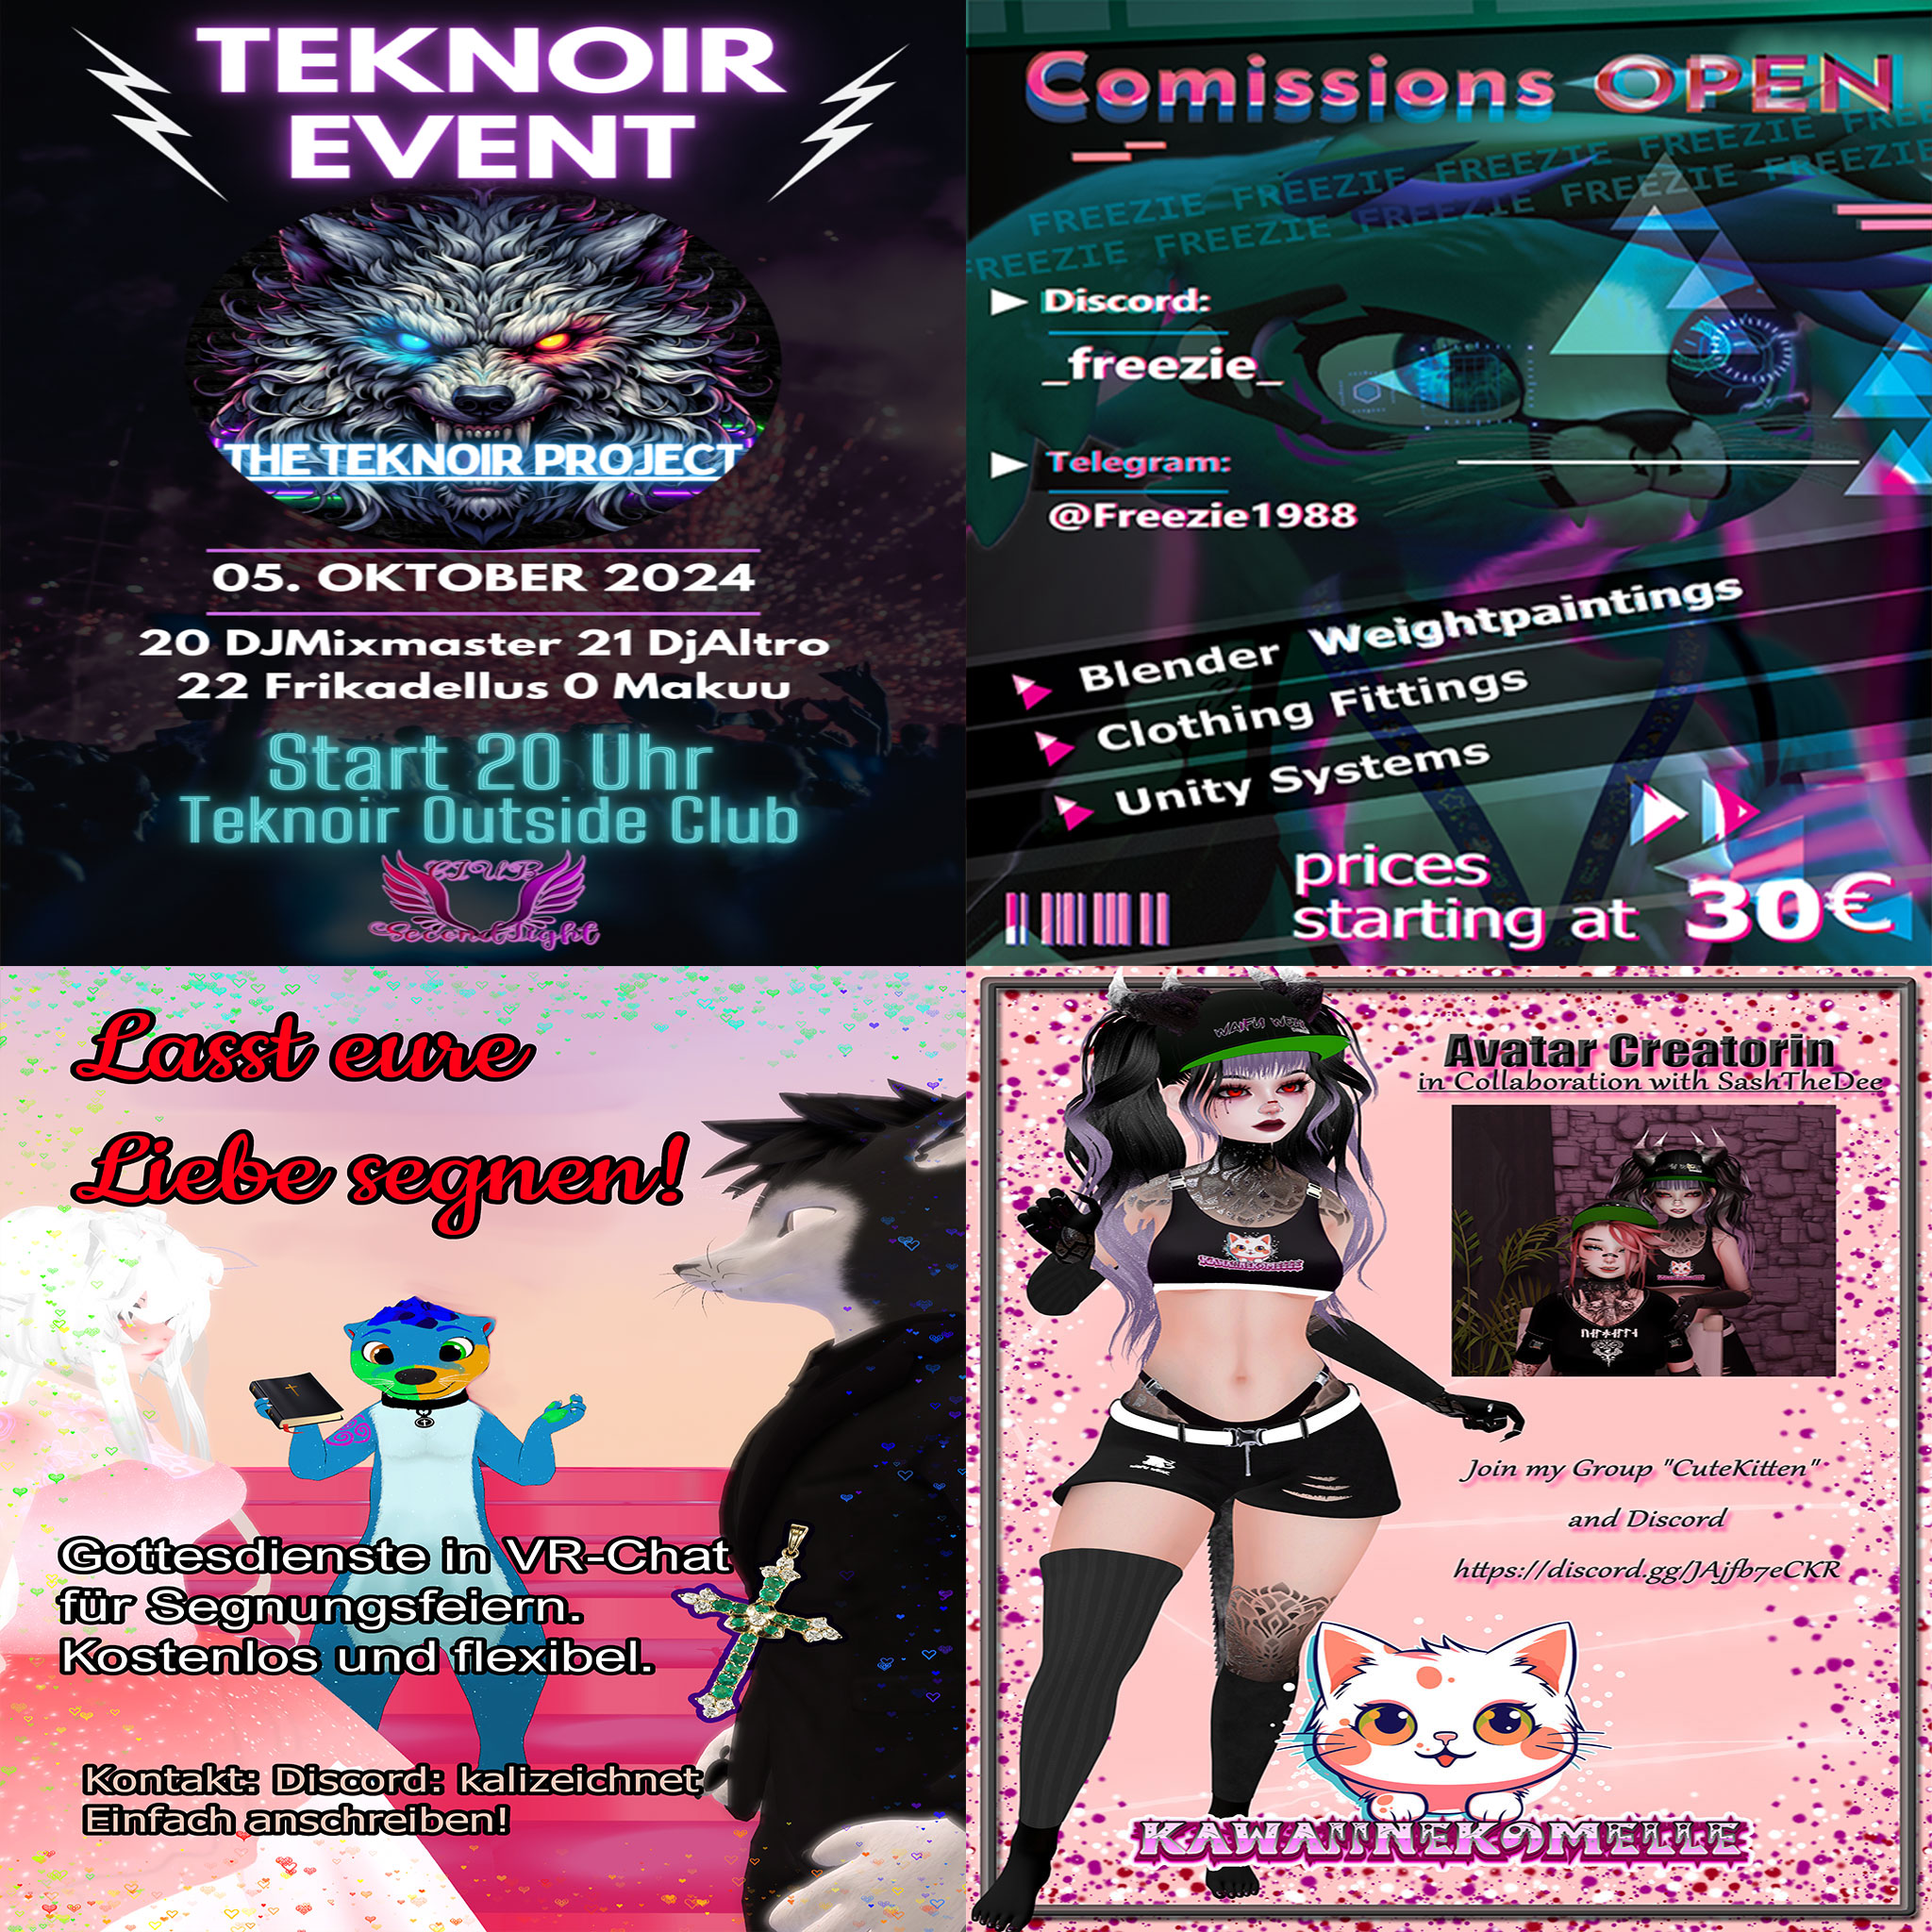 TEKNOIR
EVENT
THE TEKNOIR PROJECT
05. OKTOBER 2024
20 DJMixmaster 21 DjAltro
22 Frikadellus 0 Makuu
Start 20 Uhr
Teknoir Outside Club
SecondLight
Comissions OPEN
FREEZIE FREEZIE FREEZIE FREEZIE FREE
FREEZIE FREEZIE FREEZIE FREEZIE FREEZIE
Discord:
_freezie_
Telegram:
@Freezie1988
Blender Weightpaintings
Clothing Fittings
Unity Systems
prices
starting at 30€
Lasst eure
Liebe segnen!
Gottesdienste in VR-Chat
für Segnungsfeiern.
Kostenlos und flexibel.
Kontakt: Discord: kalizeichnet
Einfach anschreiben!
Avatar Creatorin
in Collaboration with SashTheDee
KAWAIINEKOMELLE
Join my Group "CuteKitten"
and Discord
https://discord.gg/JAjfb7eCKR
KAWAIINEKOMELLE